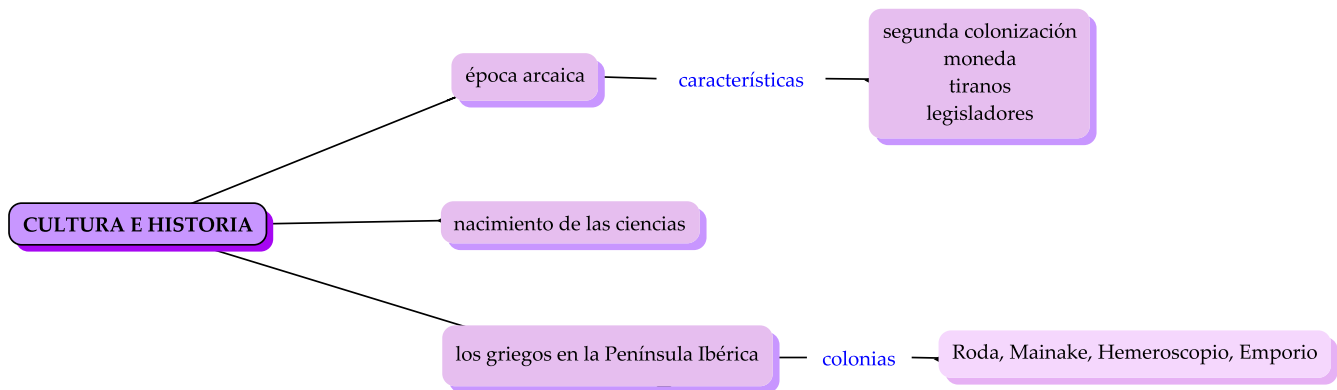 CULTURA E HISTORIA
época arcaica
características
segunda colonización
moneda
tiranos
legisladores
nacimiento de las ciencias
los griegos en la Península Ibérica
colonias
Roda, Mainake, Hemeroscopio, Emporio